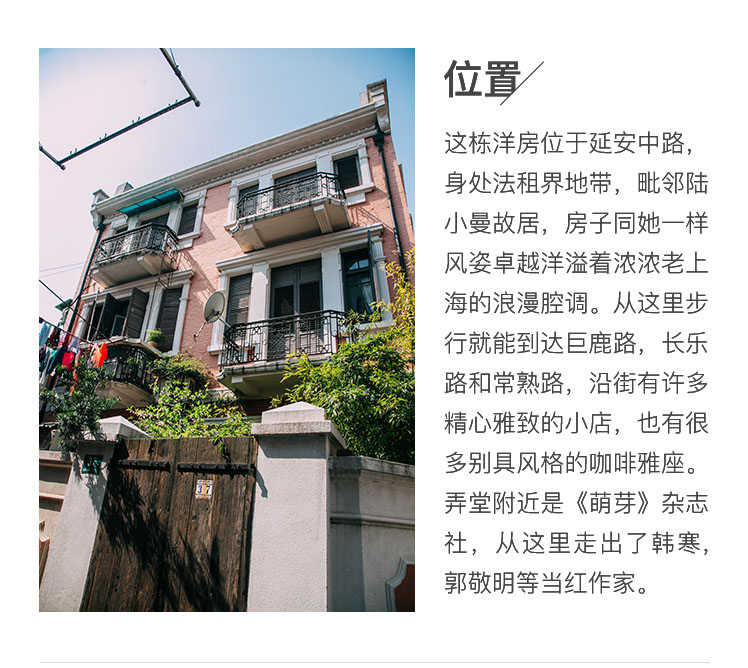 位置
这栋洋房位于延安中路，
身处法租界地带，毗邻陆
小曼故居，房子同她一样
风姿卓越洋溢着浓浓老上
海的浪漫腔调。从这里步
行就能到达巨鹿路，长乐
路和常熟路，沿街有许多
精心雅致的小店，也有很
多别具风格的咖啡雅座。
弄堂附近是《萌芽》杂志
社，从这里走出了韩寒,
郭敬明等当红作家。
37